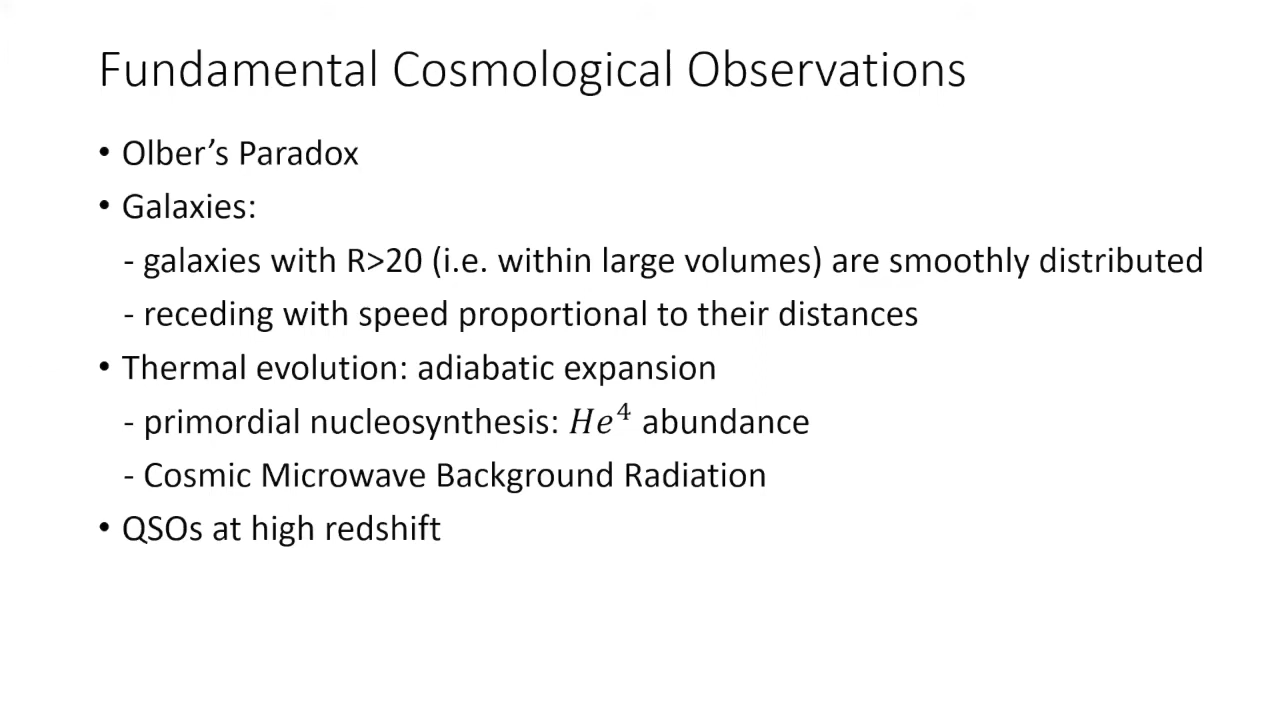 Fundamental Cosmological Observations
• Olber’s Paradox
• Galaxies:
- galaxies with R>20 (i.e. within large volumes) are smoothly distributed
- receding with speed proportional to their distances
• Thermal evolution: adiabatic expansion
- primordial nucleosynthesis: He⁴ abundance
- Cosmic Microwave Background Radiation
• QSOs at high redshift